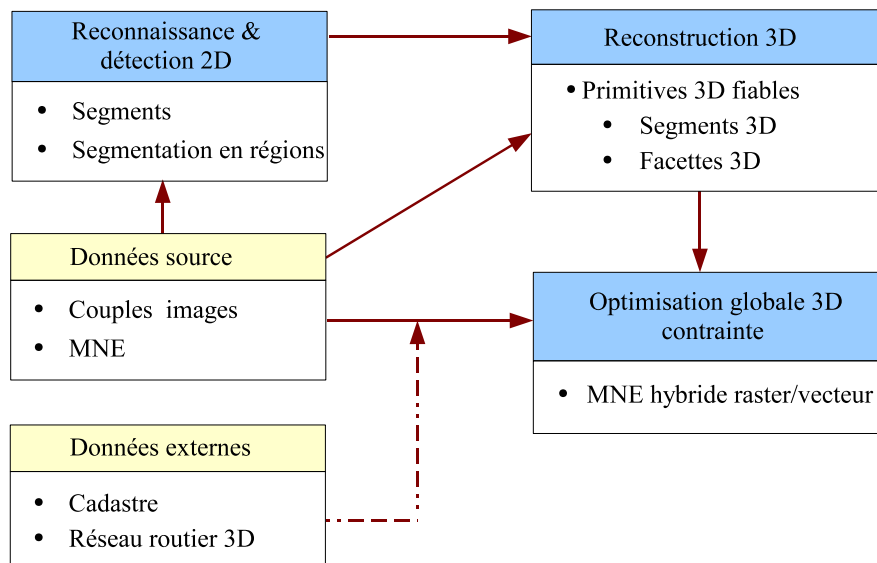 Reconnaissance &
détection 2D
• Segments
• Segmentation en régions
Reconstruction 3D
• Primitives 3D fiables
• Segments 3D
• Facettes 3D
Données source
• Couples images
• MNE
Optimisation globale 3D
contrainte
• MNE hybride raster/vecteur
Données externes
• Cadastre
• Réseau routier 3D